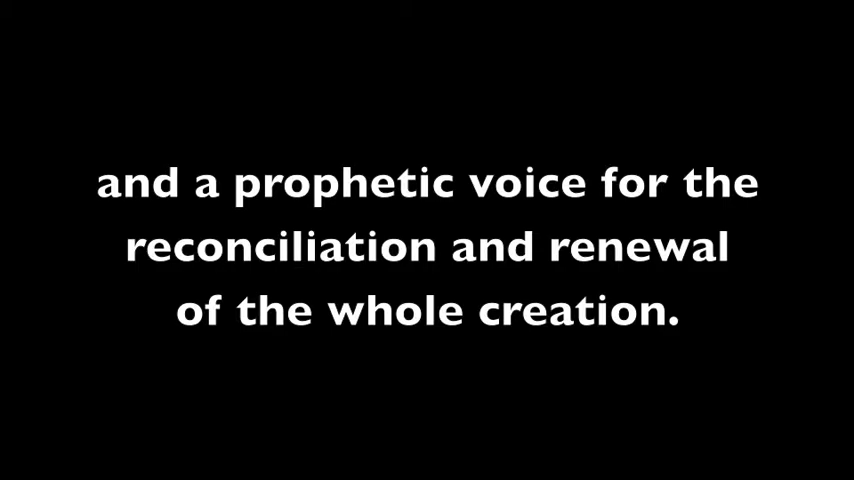 and a prophetic voice for the
reconciliation and renewal
of the whole creation.